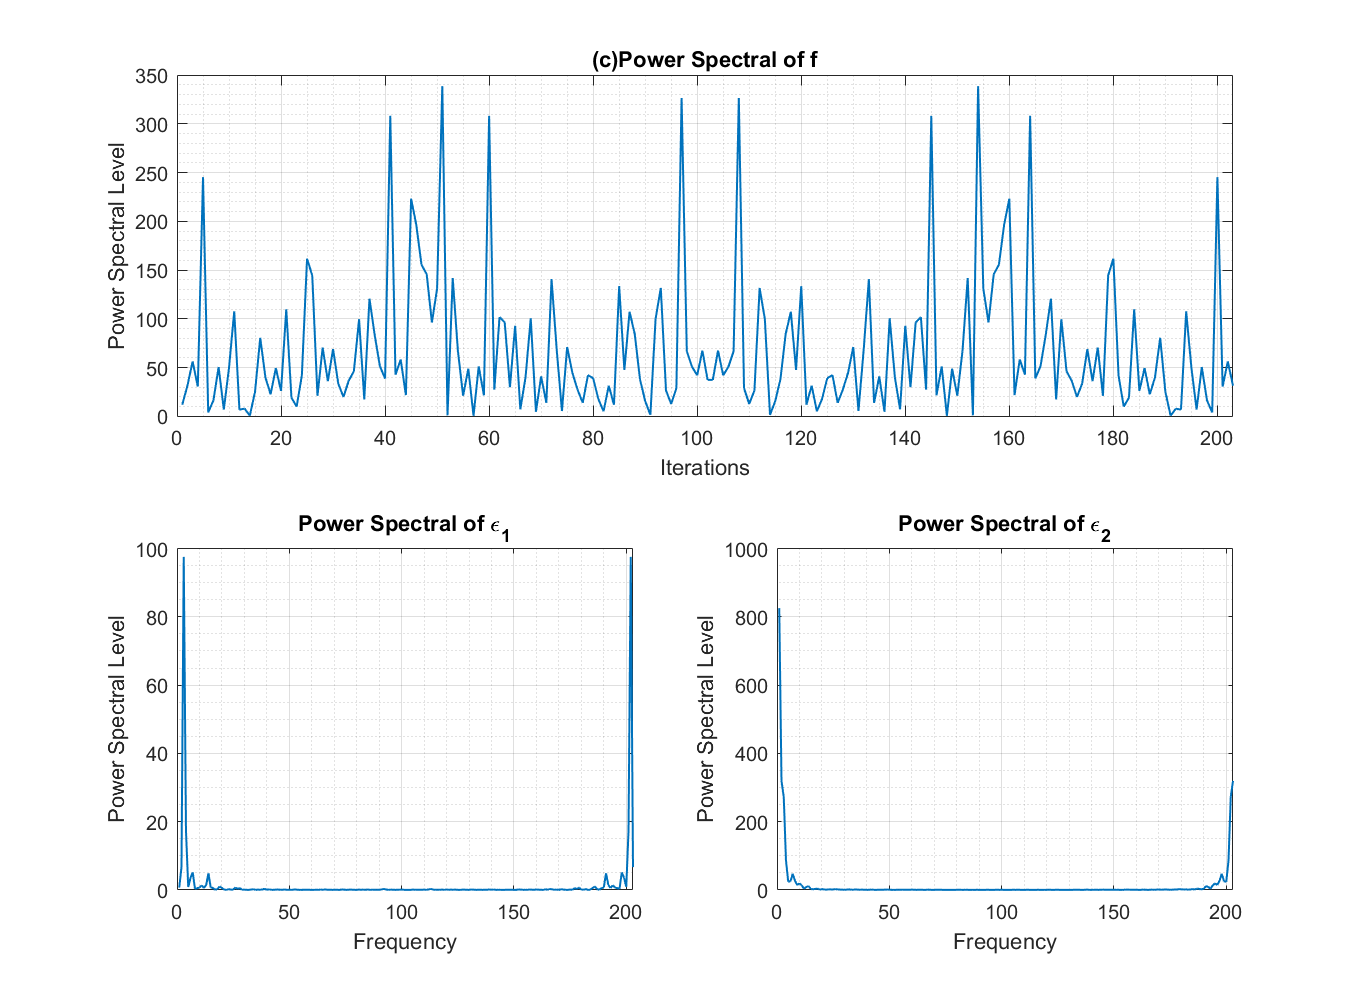 (c)Power Spectral of f
Power Spectral Level
350
300
250
200
150
100
50
0
0 20 40 60 80 100 120 140 160 180 200
Iterations
Power Spectral of ϵ1
Power Spectral Level
100
80
60
40
20
0
0 50 100 150 200
Frequency
Power Spectral of ϵ2
Power Spectral Level
1000
800
600
400
200
0
0 50 100 150 200
Frequency